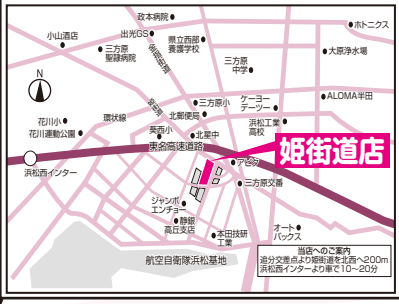 政本病院
ホトニクス
小山酒店
出光GS
県立西部
養護学校
三方原
聖隷病院
大原浄水場
三方原
中学
金指街道
N
姫街道
ALOMA半田
三方原小
ケーヨー
デーツー
北郵便局
花川小
環状線
浜松工業
高校
花川運動公園
葵西小
北星中
東名高速道路
姫街道店
アピタ
浜松西インター
三方原交番
ジャンボ
エンチョー
静銀
高丘支店
本田技研
工業
オート
バックス
航空自衛隊浜松基地
当店へのご案内
追分交差点より姫街道を北西へ200m
浜松西インターより車で10〜20分